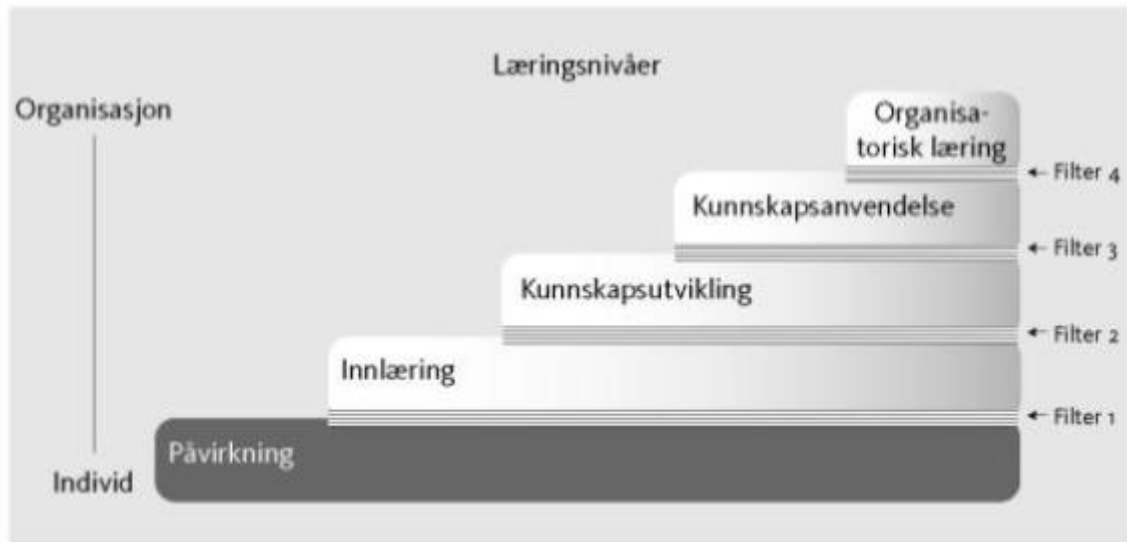 Læringsnivåer
Organisasjon
Organisa-
torisk læring
← Filter 4
Kunnskapsanvendelse
← Filter 3
Kunnskapsutvikling
← Filter 2
Innlæring
← Filter 1
Påvirkning
Individ